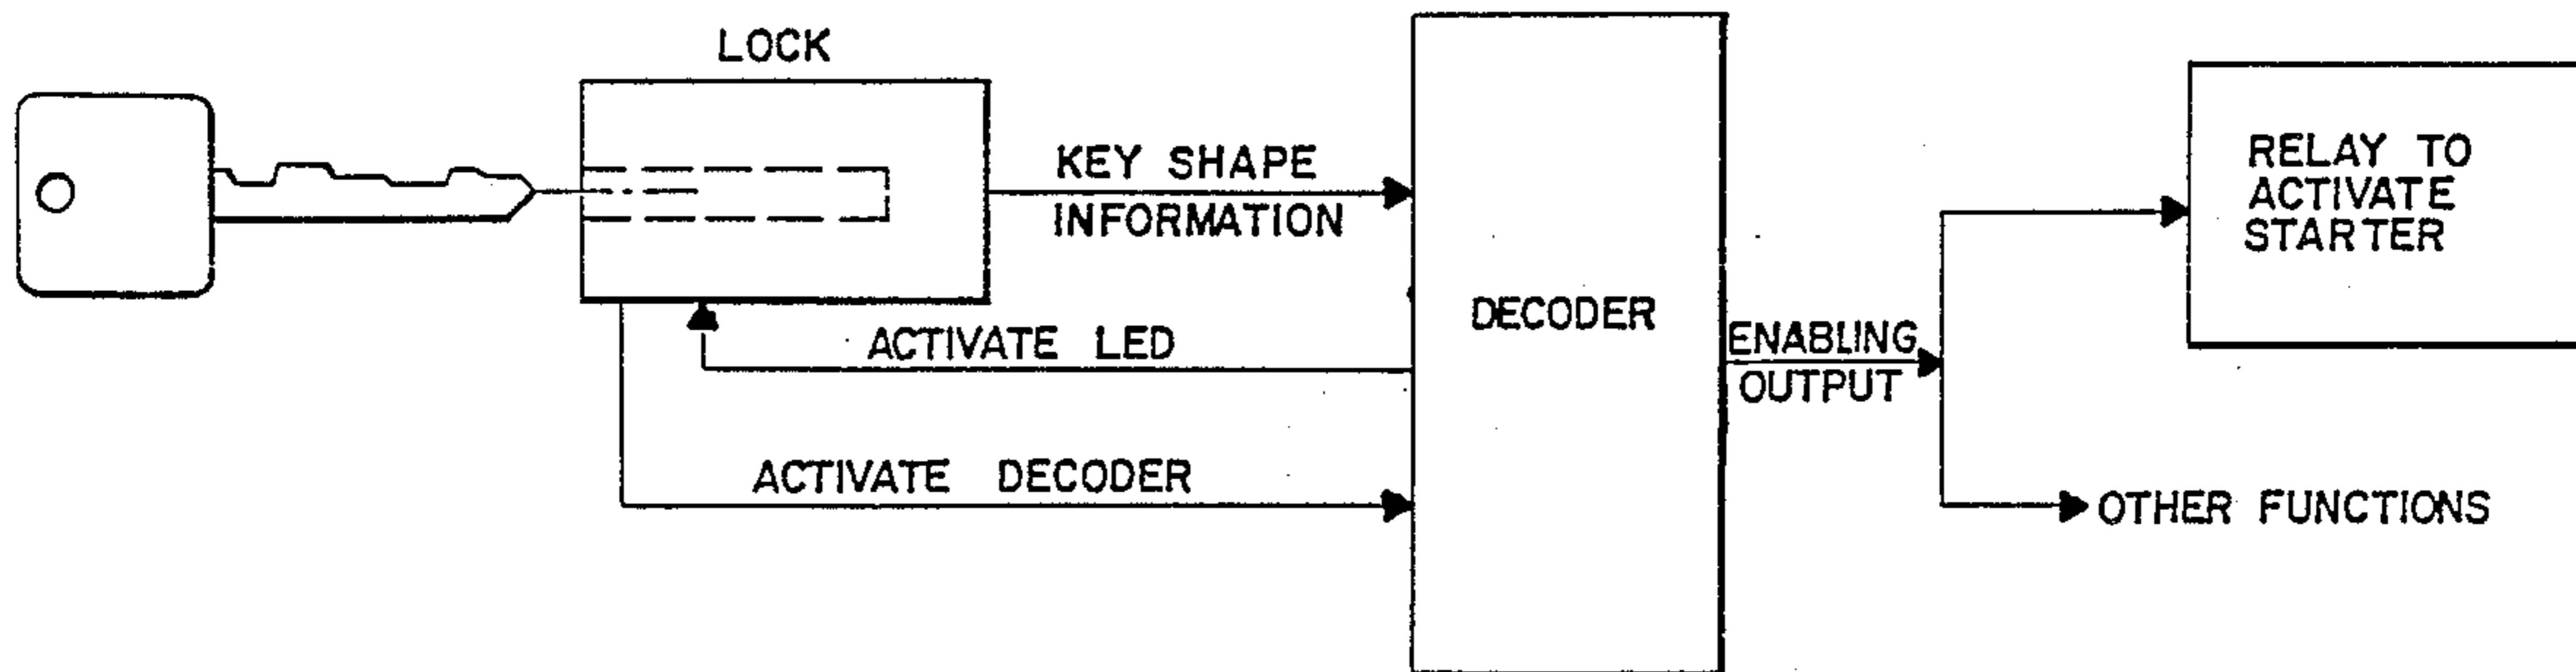 LOCK
KEY SHAPE
INFORMATION
ACTIVATE LED
ACTIVATE DECODER
DECODER
ENABLING
OUTPUT
RELAY TO
ACTIVATE
STARTER
OTHER FUNCTIONS